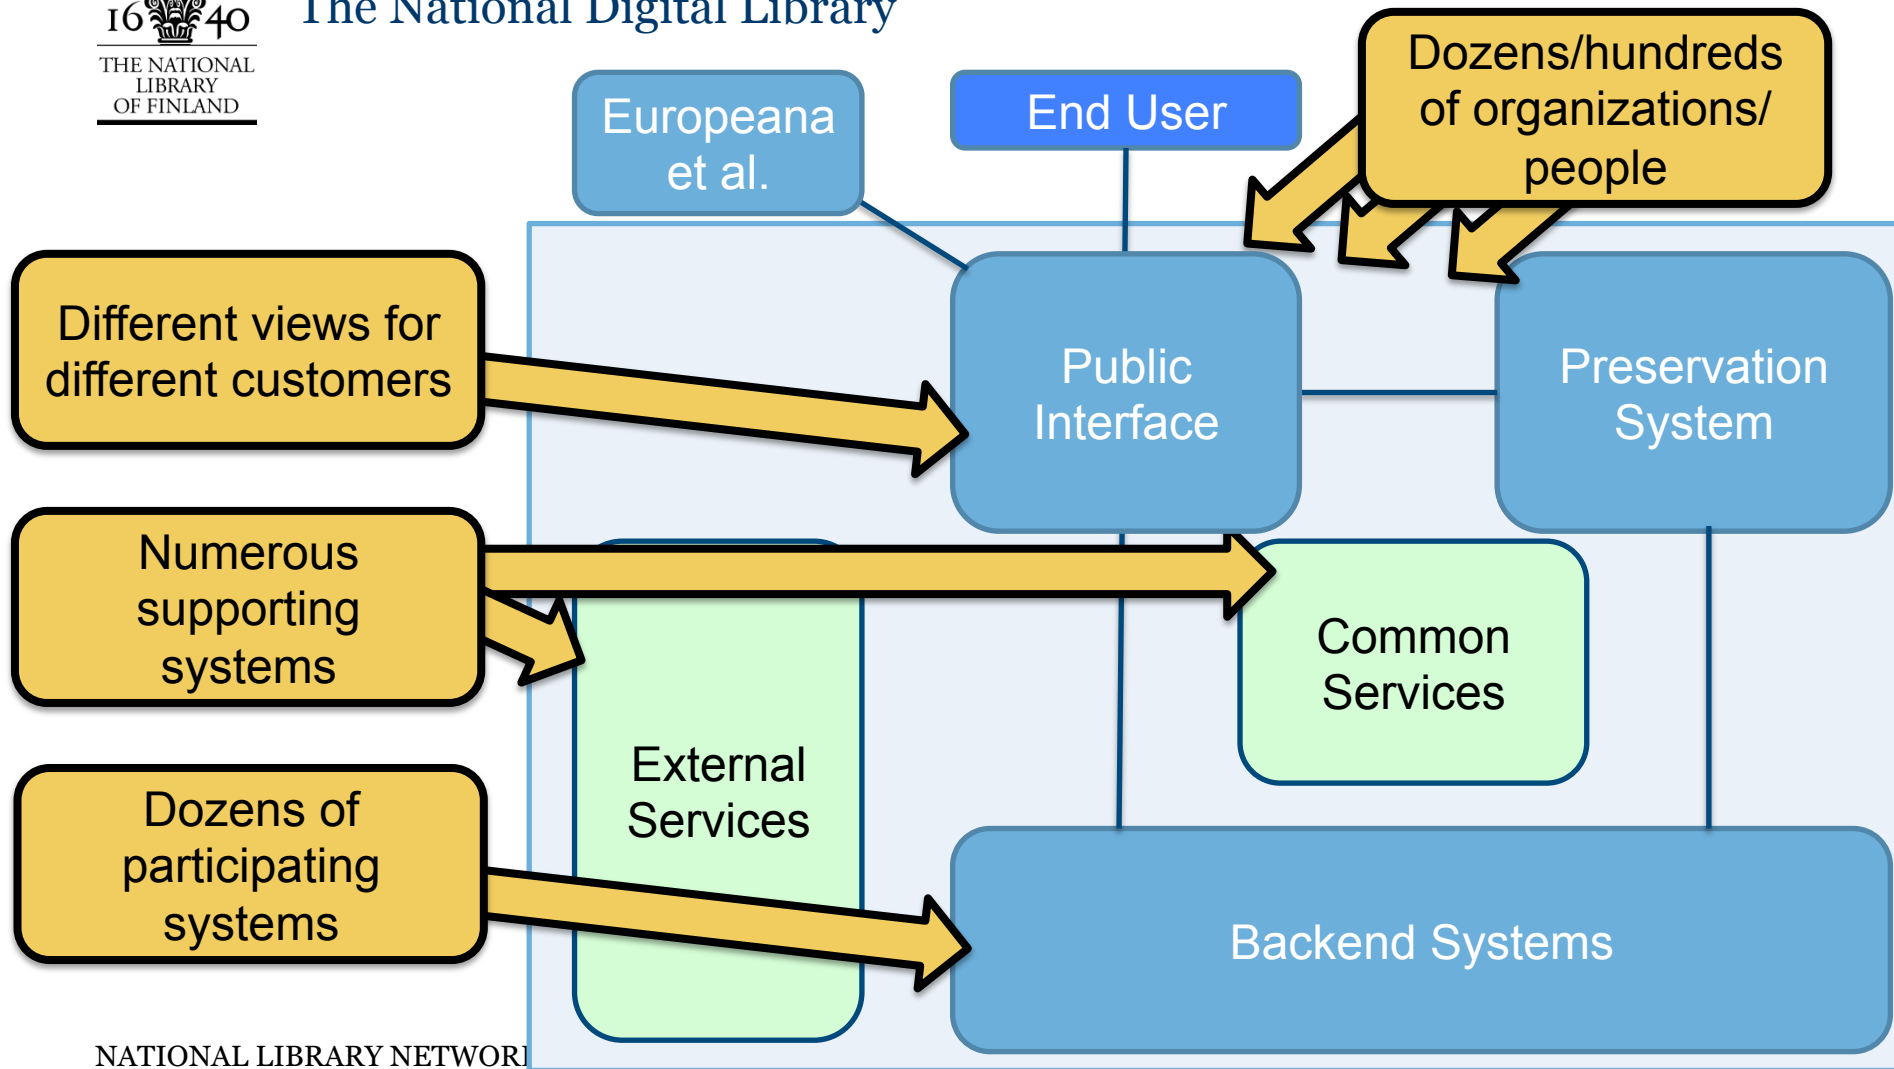 The National Digital Library
1640
THE NATIONAL
LIBRARY
OF FINLAND
Europeana
et al.
End User
Dozens/hundreds
of organizations/
people
Different views for
different customers
Public
Interface
Preservation
System
Numerous
supporting
systems
Common
Services
External
Services
Dozens of
participating
systems
Backend Systems
NATIONAL LIBRARY NETWOR